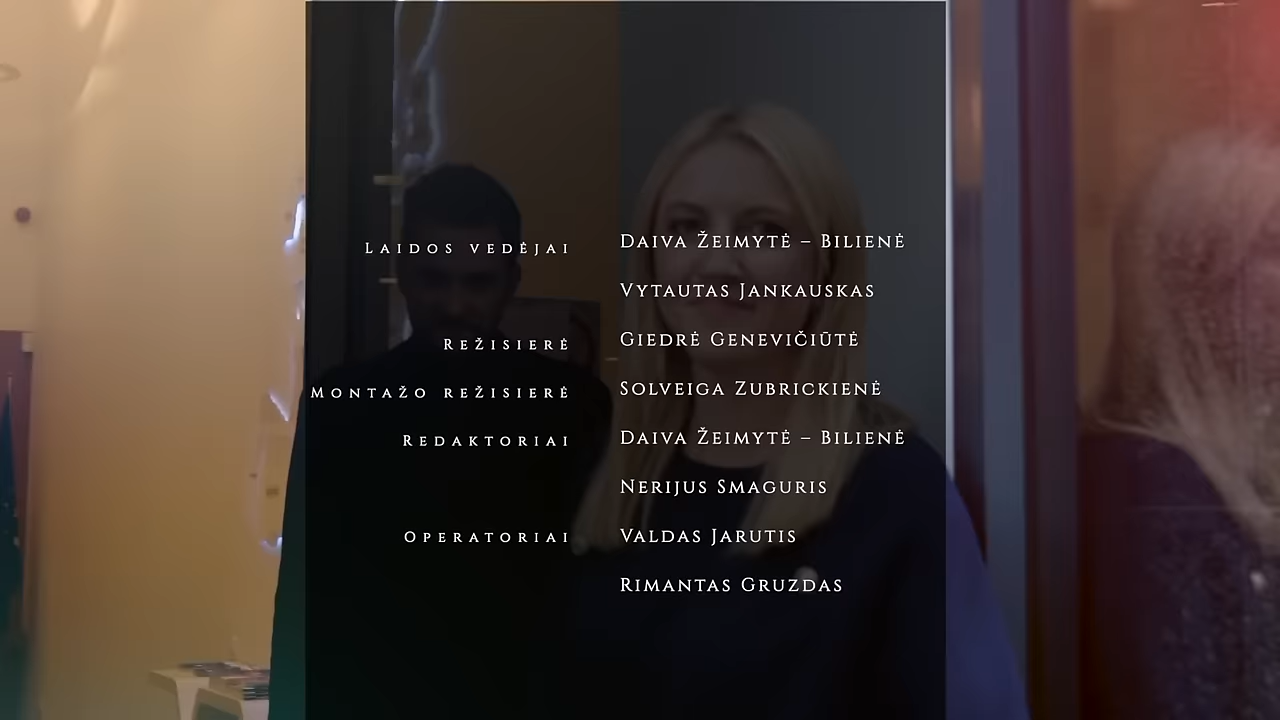 Laidos vedėjai Daiva Žeimytė – Bilienė
Vytautas Jankauskas
Režisierė Giedrė Genevičiūtė
Montažo režisierė Solveiga Zubrickienė
Redaktoriai Daiva Žeimytė – Bilienė
Nerijus Smaguris
Operatoriai Valdas Jarutis
Rimantas Gruzdas